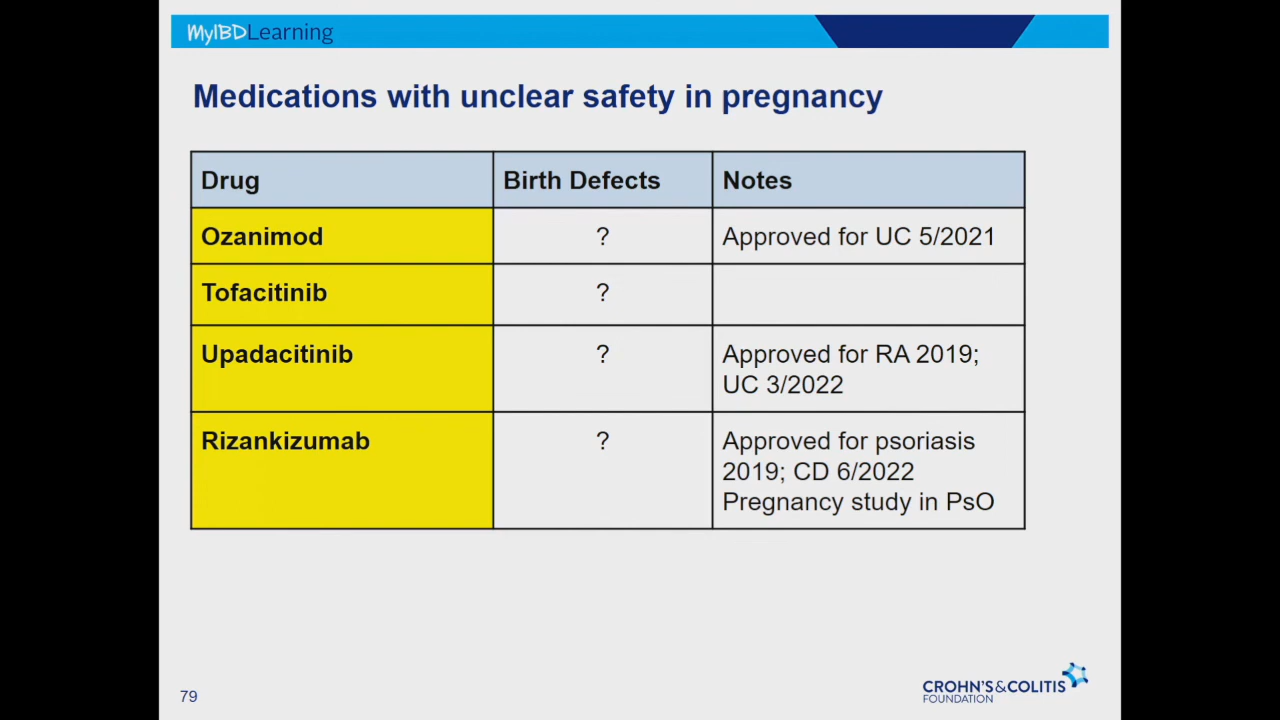 MyIBDLearning
Medications with unclear safety in pregnancy
Drug Birth Defects Notes
Ozanimod ? Approved for UC 5/2021
Tofacitinib ?
Upadacitinib ? Approved for RA 2019;
UC 3/2022
Rizankizumab ? Approved for psoriasis
2019; CD 6/2022
Pregnancy study in PsO
79
CROHN'S&COLITIS
FOUNDATION